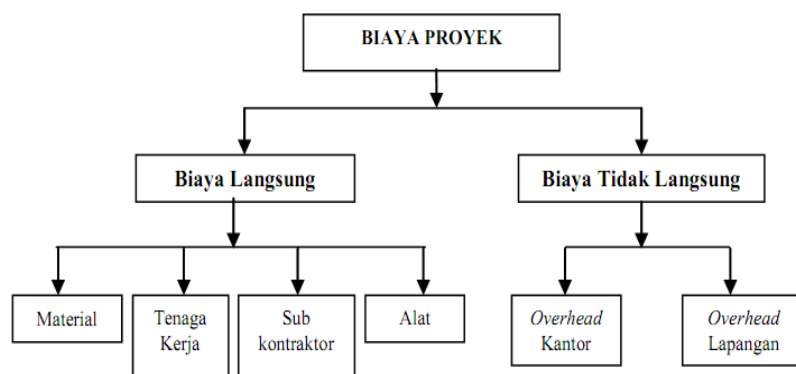 BIAYA PROYEK
Biaya Langsung
Biaya Tidak Langsung
Material
Tenaga
Kerja
Sub
kontraktor
Alat
Overhead
Kantor
Overhead
Lapangan